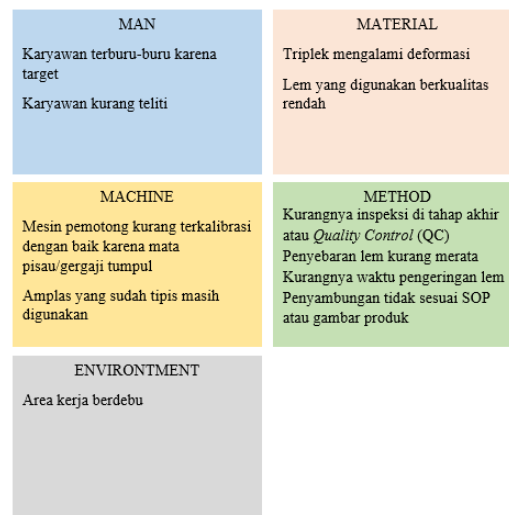 MAN
Karyawan terburu-buru karena
target
Karyawan kurang teliti
MATERIAL
Triplek mengalami deformasi
Lem yang digunakan berkualitas
rendah
MACHINE
Mesin pemotong kurang terkalibrasi
dengan baik karena mata
pisau/gergaji tumpul
Amplas yang sudah tipis masih
digunakan
METHOD
Kurangnya inspeksi di tahap akhir
atau Quality Control (QC)
Penyebaran lem kurang merata
Kurangnya waktu pengeringan lem
Penyambungan tidak sesuai SOP
atau gambar produk
ENVIRONTMENT
Area kerja berdebu